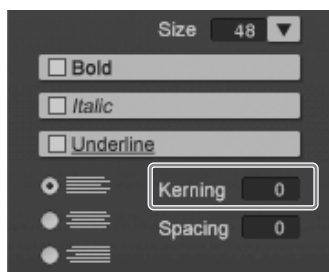 Size 48
Bold
Italic
Underline
Kerning 0
Spacing 0